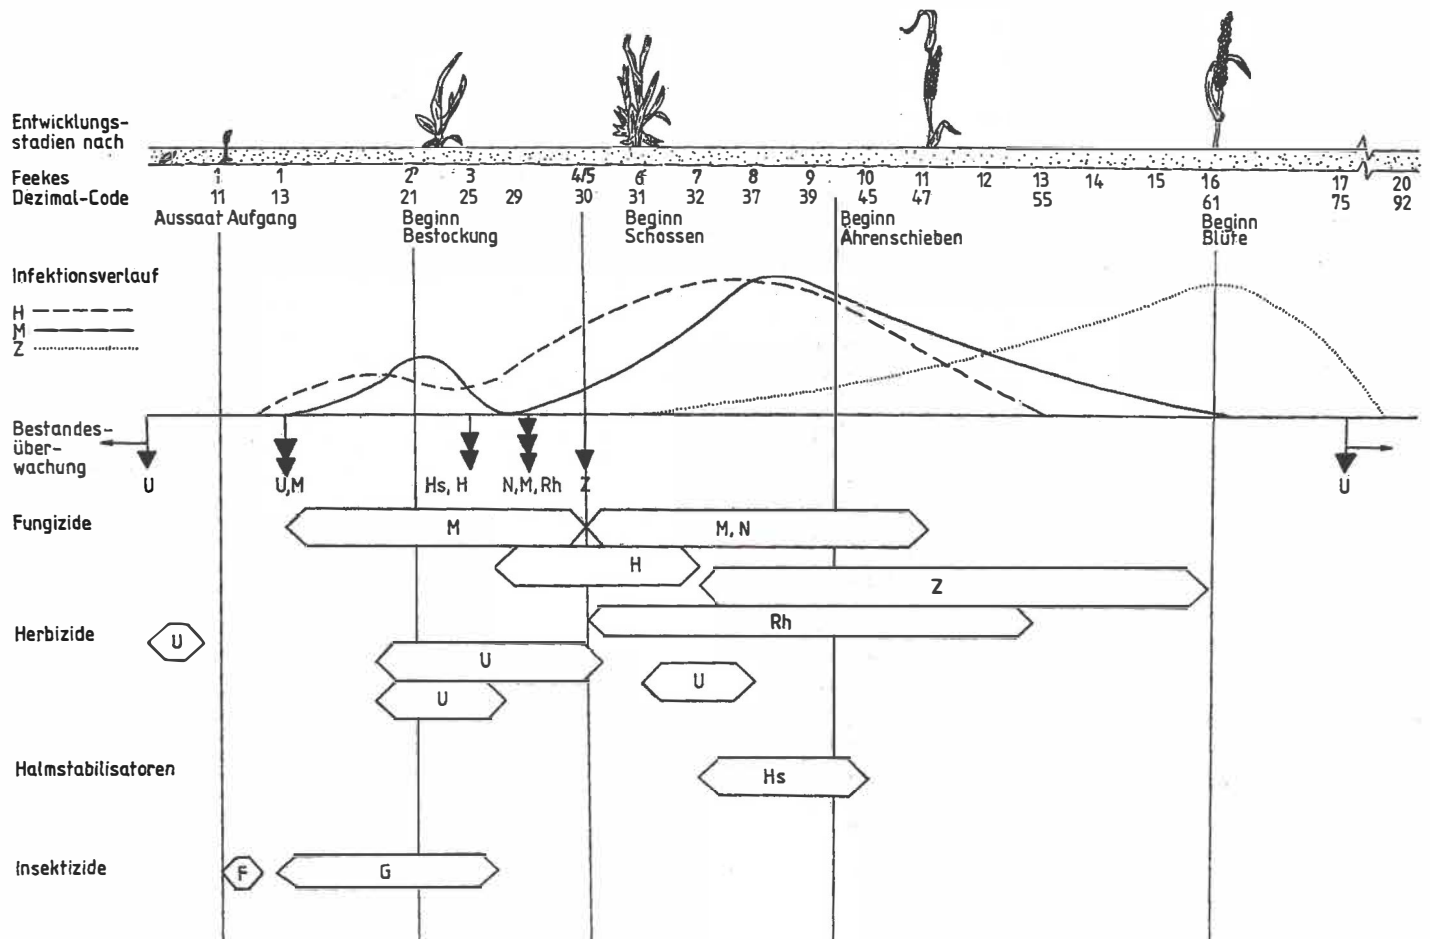 Entwicklungs-
stadien nach
Feekes 1 1 2 3 4/5 6 7 8 9 10 11 12 13 14 15 16 17 20
Dezimal-Code 11 13 21 25 29 30 31 32 37 39 45 47 55 61 75 92
Aussaat Aufgang
Beginn
Bestockung
Beginn
Schossen
Beginn
Ährenschieben
Beginn
Blüte
Infektionsverlauf
H
M
Z
Bestandes-
über-
wachung
U U,M Hs, H N,M,Rh Z U
Fungizide M M, N
H
Z
Rh
Herbizide U
U
U
U
Halmstabilisatoren Hs
Insektizide F G